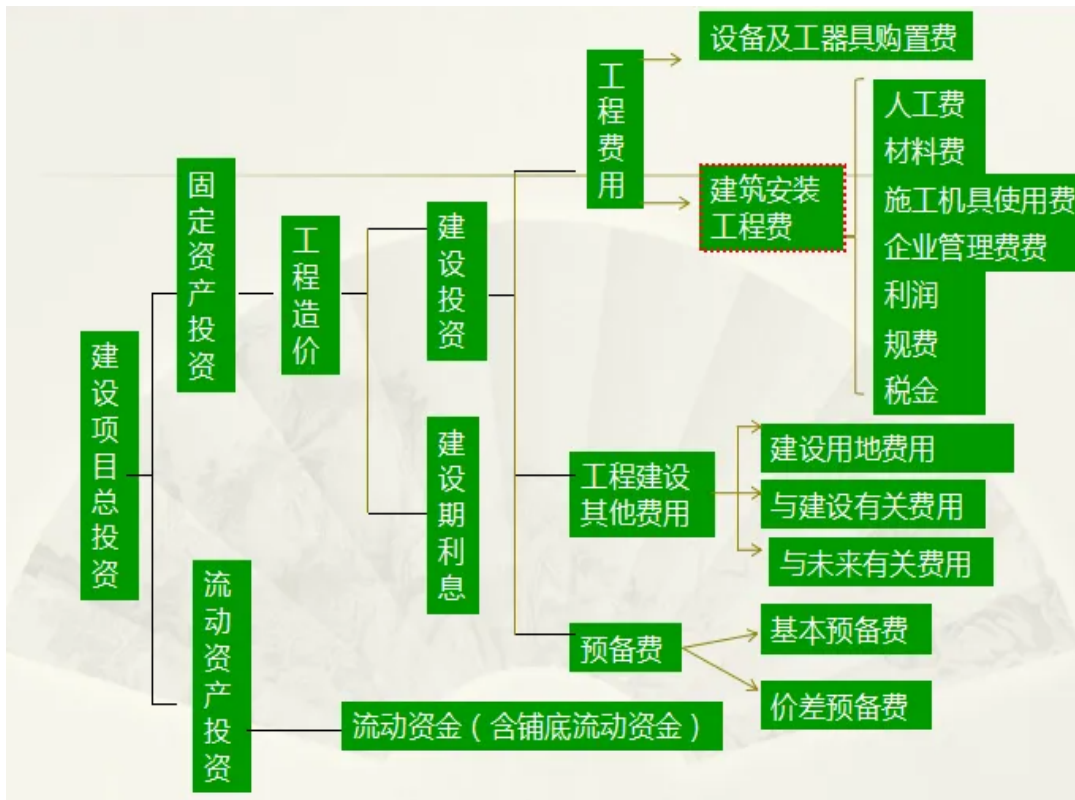 建设项目总投资
固定资产投资
流动资产投资
工程造价
流动资金（含铺底流动资金）
建设投资
建设期利息
工程费用
工程建设
其他费用
预备费
设备及工器具购置费
建筑安装
工程费
人工费
材料费
施工机具使用费
企业管理费费
利润
规费
税金
建设用地费用
与建设有关费用
与未来有关费用
基本预备费
价差预备费